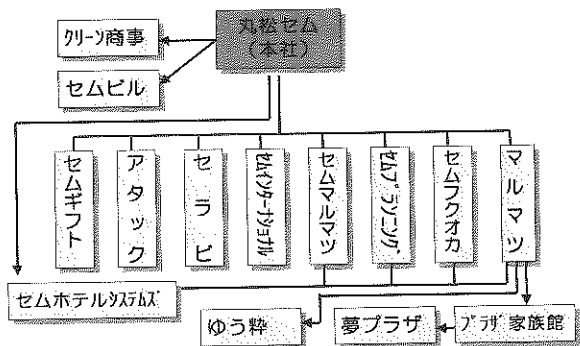 丸松セム
(本社)
クリーン商事
セムビル
セムギフト
アタック
セラビ
セムインターナショナル
セムマルマツ
セムプランニング
セムフクオカ
マルマツ
セムホテルシステムズ
ゆう粋
夢プラザ
プラザ家族館